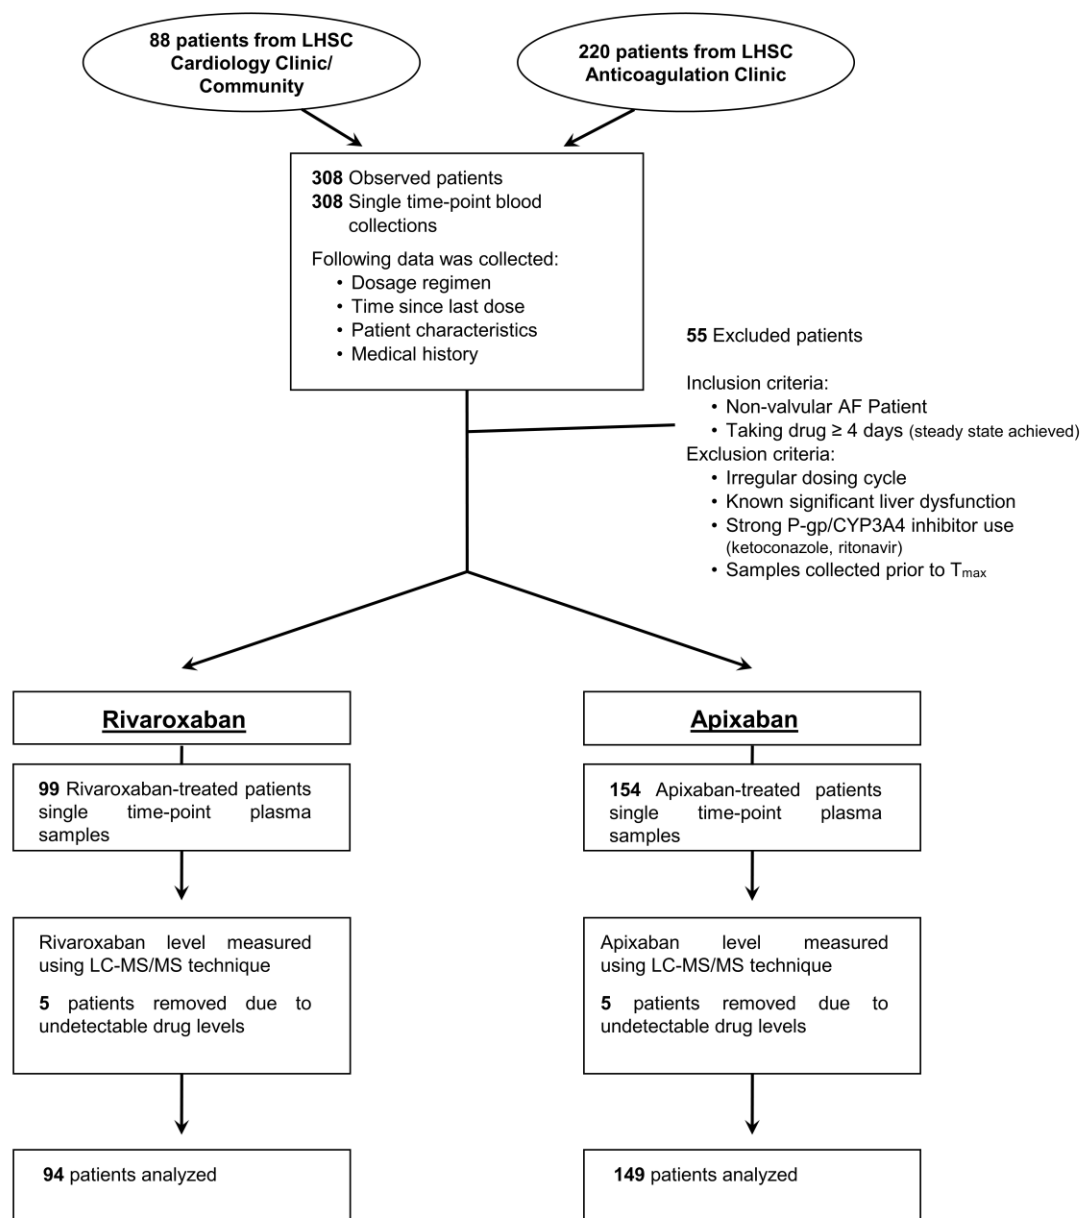 88 patients from LHSC
Cardiology Clinic/
Community
220 patients from LHSC
Anticoagulation Clinic
308 Observed patients
308 Single time-point blood
collections
Following data was collected:
• Dosage regimen
• Time since last dose
• Patient characteristics
• Medical history
55 Excluded patients
Inclusion criteria:
• Non-valvular AF Patient
• Taking drug ≥ 4 days (steady state achieved)
Exclusion criteria:
• Irregular dosing cycle
• Known significant liver dysfunction
• Strong P-gp/CYP3A4 inhibitor use
(ketoconazole, ritonavir)
• Samples collected prior to Tmax
Rivaroxaban
99 Rivaroxaban-treated patients
single time-point plasma
samples
Rivaroxaban level measured
using LC-MS/MS technique
5 patients removed due to
undetectable drug levels
94 patients analyzed
Apixaban
154 Apixaban-treated patients
single time-point plasma
samples
Apixaban level measured
using LC-MS/MS technique
5 patients removed due to
undetectable drug levels
149 patients analyzed